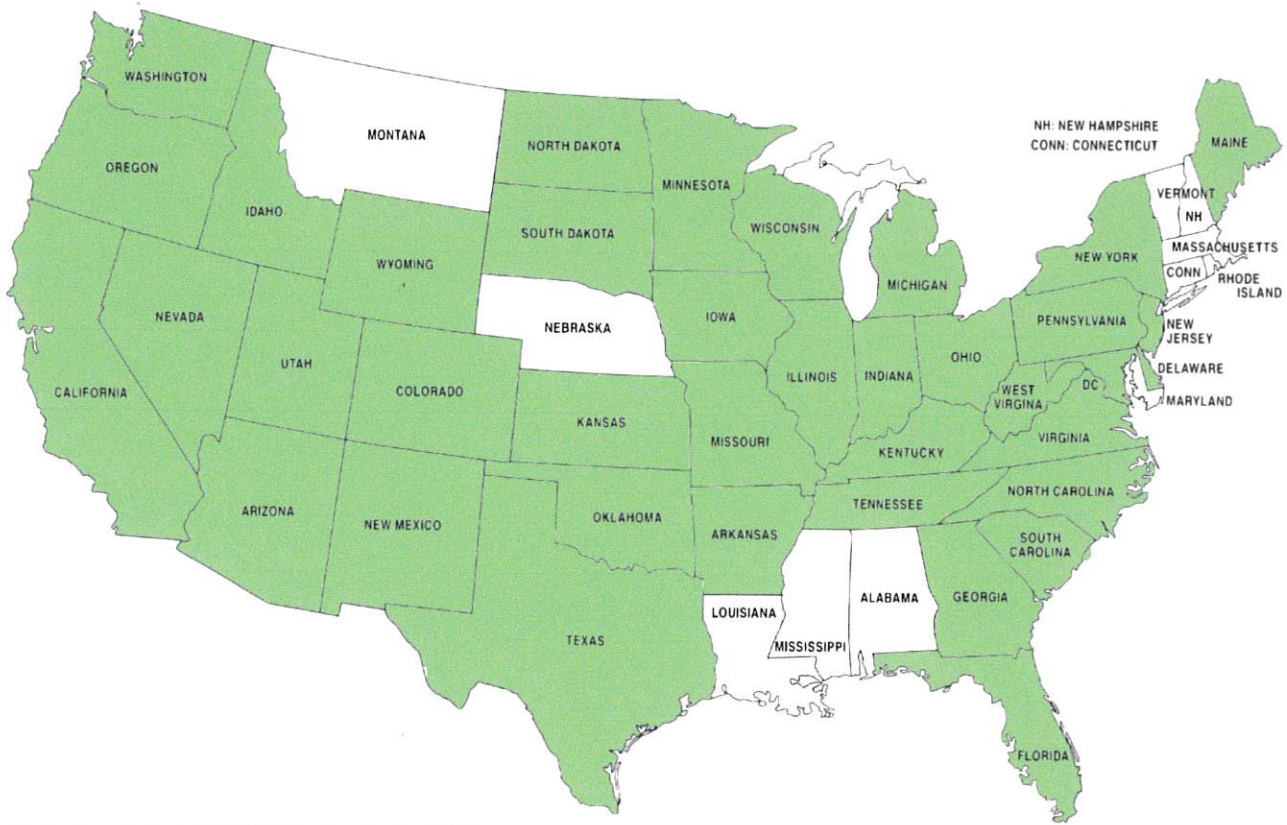 WASHINGTON
MONTANA
NORTH DAKOTA
NH: NEW HAMPSHIRE
CONN: CONNECTICUT
MAINE
OREGON
IDAHO
MINNESOTA
VERMONT
NH
SOUTH DAKOTA
WISCONSIN
WYOMING
MASSACHUSETTS
NEW YORK
CONN
RHODE
ISLAND
MICHIGAN
NEVADA
NEBRASKA
IOWA
PENNSYLVANIA
NEW
JERSEY
UTAH
COLORADO
ILLINOIS
INDIANA
OHIO
DELAWARE
CALIFORNIA
WEST
VIRGINA
DC
MARYLAND
KANSAS
MISSOURI
KENTUCKY
VIRGINIA
ARIZONA
NEW MEXICO
OKLAHOMA
ARKANSAS
TENNESSEE
NORTH CAROLINA
SOUTH
CAROLINA
TEXAS
LOUISIANA
MISSISSIPPI
ALABAMA
GEORGIA
FLORIDA